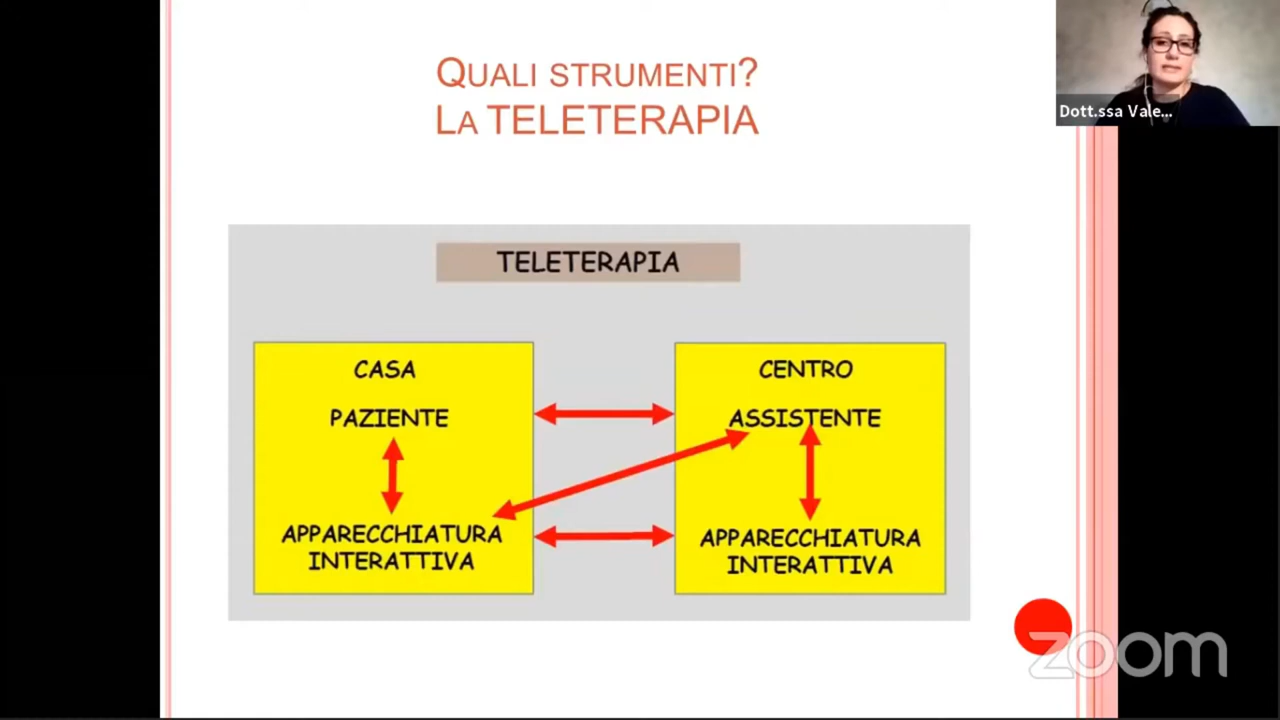 QUALI STRUMENTI?
LA TELETERAPIA
Dott.ssa Vale...
TELETERAPIA
CASA
PAZIENTE
APPARECCHIATURA
INTERATTIVA
CENTRO
ASSISTENTE
APPARECCHIATURA
INTERATTIVA
zoom